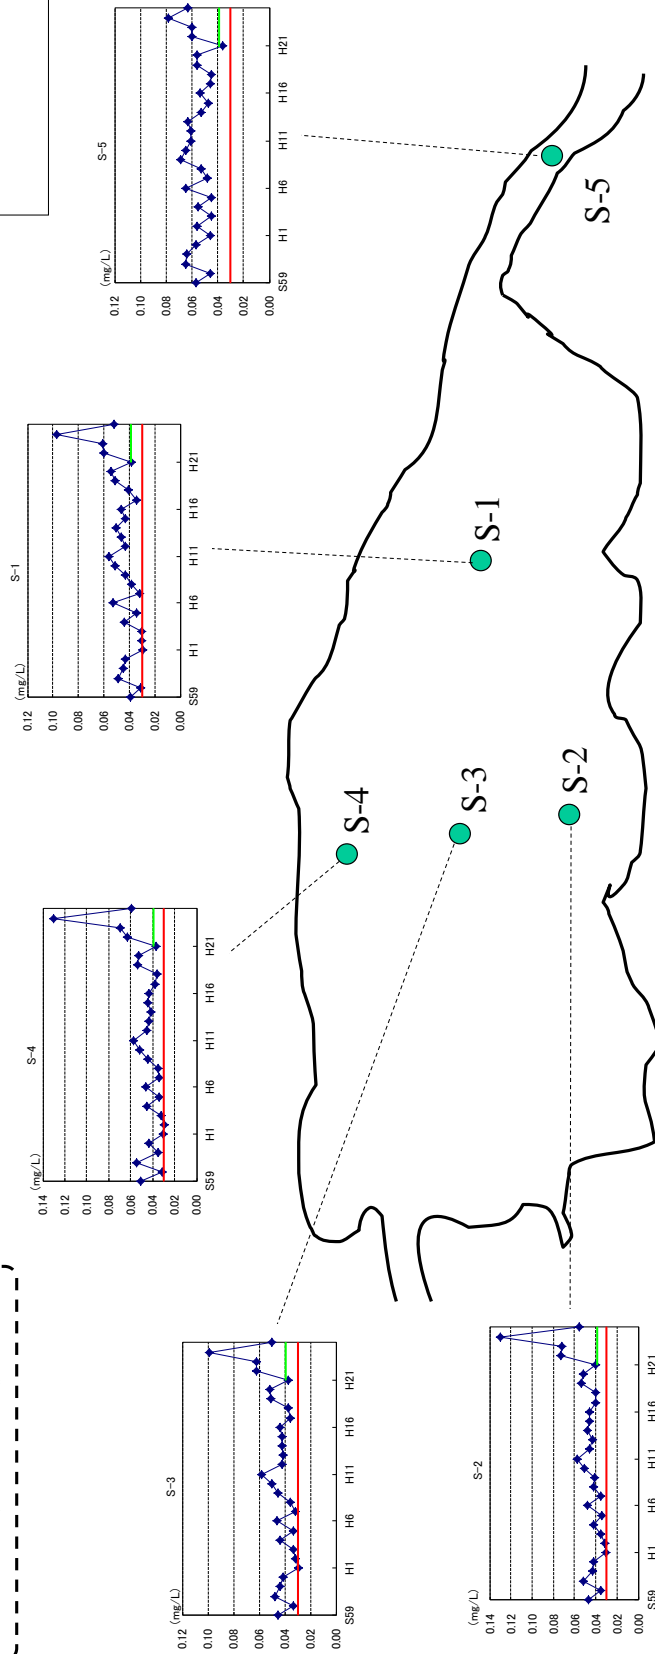 S-5
(mg/L)
0.12
0.10
0.08
0.06
0.04
0.02
0.00
S59
H1
H6
H11
H16
H21
S-1
(mg/L)
0.12
0.10
0.08
0.06
0.04
0.02
0.00
S59
H1
H6
H11
H16
H21
S-4
(mg/L)
0.14
0.12
0.10
0.08
0.06
0.04
0.02
0.00
S59
H1
H6
H11
H16
H21
S-3
(mg/L)
0.12
0.10
0.08
0.06
0.04
0.02
0.00
S59
H1
H6
H11
H16
H21
S-2
(mg/L)
0.14
0.12
0.10
0.08
0.06
0.04
0.02
0.00
S59
H1
H6
H11
H16
H21
S-5
S-1
S-4
S-3
S-2